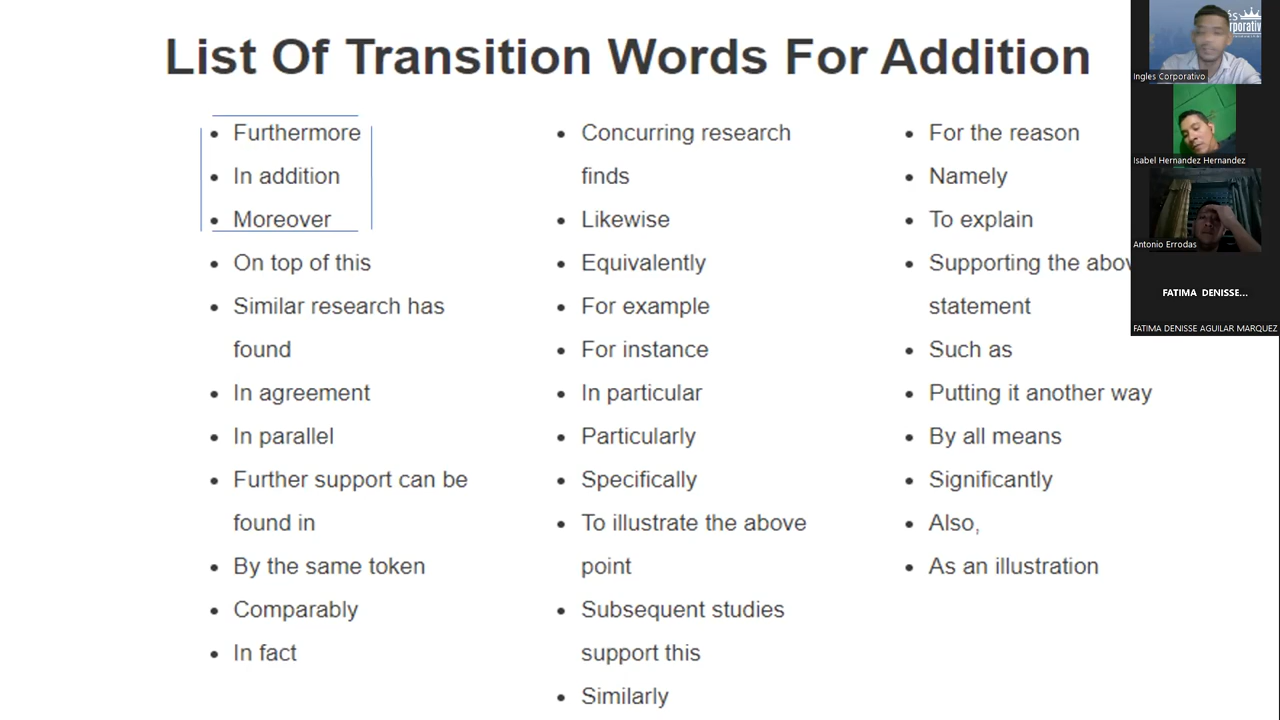 List Of Transition Words For Addition
• Furthermore
• In addition
• Moreover
• On top of this
• Similar research has
found
• In agreement
• In parallel
• Further support can be
found in
• By the same token
• Comparably
• In fact
• Concurring research
finds
• Likewise
• Equivalently
• For example
• For instance
• In particular
• Particularly
• Specifically
• To illustrate the above
point
• Subsequent studies
support this
• Similarly
• For the reason
• Namely
• To explain
• Supporting the
statement
• Such as
• Putting it another way
• By all means
• Significantly
• Also,
• As an illustration
Ingles Corporativo
Isabel Hernandez Hernandez
Antonio Errodas
FATIMA DENISSE...
FATIMA DENISSE AGUILAR MARQUEZ